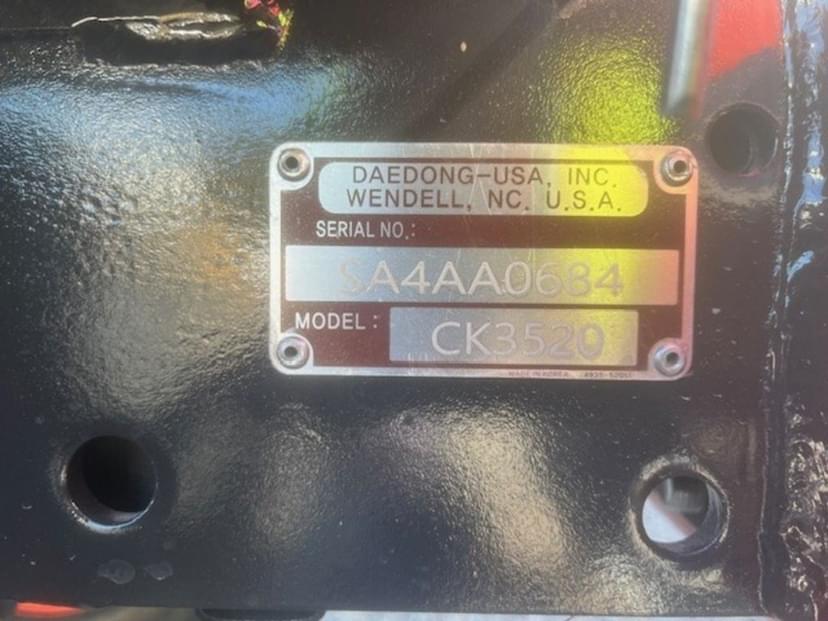 DAEDONG-USA, INC.
WENDELL, NC. U.S.A.
SERIAL NO.:
SA4AA0684
MODEL:
CK3520
MADE IN KOREA